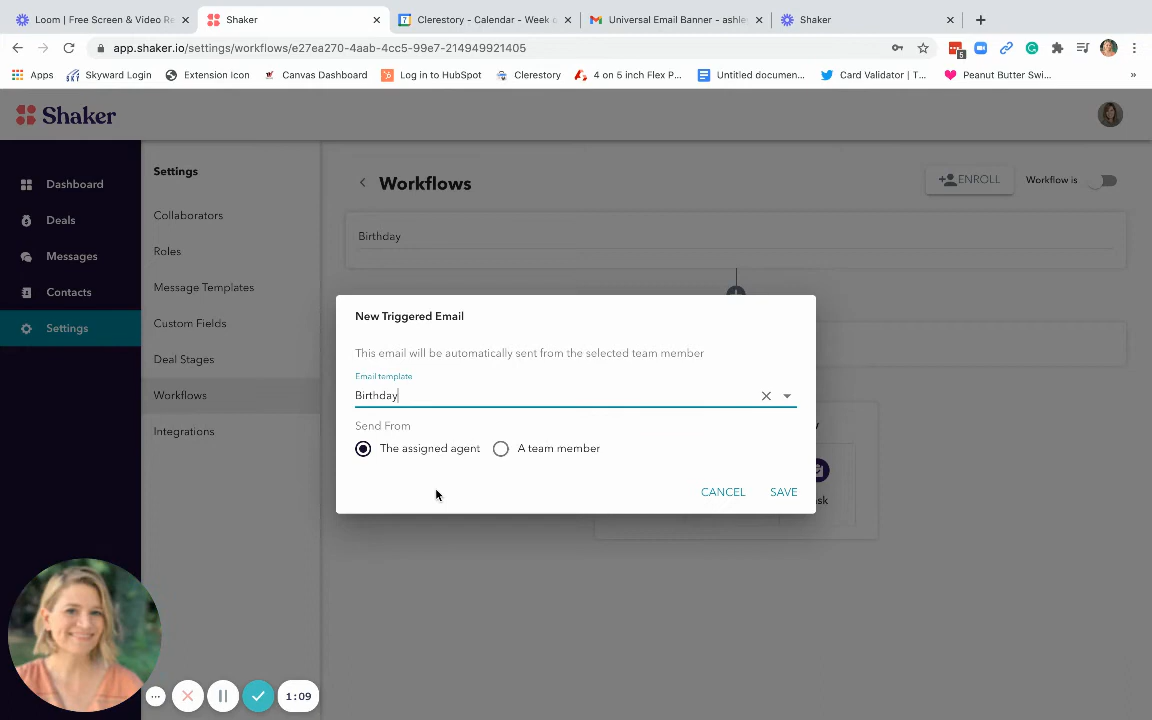 Loom | Free Screen & Video Re
Shaker
Clerestory - Calendar - Week o
Universal Email Banner - ashle
Shaker
app.shaker.io/settings/workflows/e27ea270-4aab-4cc5-99e7-214949921405
Apps
Skyward Login
Extension Icon
Canvas Dashboard
Log in to HubSpot
Clerestory
4 on 5 inch Flex P...
Untitled documen...
Card Validator | T...
Peanut Butter Swi...
»
5
Shaker
Dashboard
Deals
Messages
Contacts
Settings
Settings
Collaborators
Roles
Message Templates
Custom Fields
Deal Stages
Workflows
Integrations
Workflows
ENROLL
Workflow is
Birthday
New Triggered Email
This email will be automatically sent from the selected team member
Email template
Birthday
Send From
The assigned agent
A team member
CANCEL
SAVE
1:09